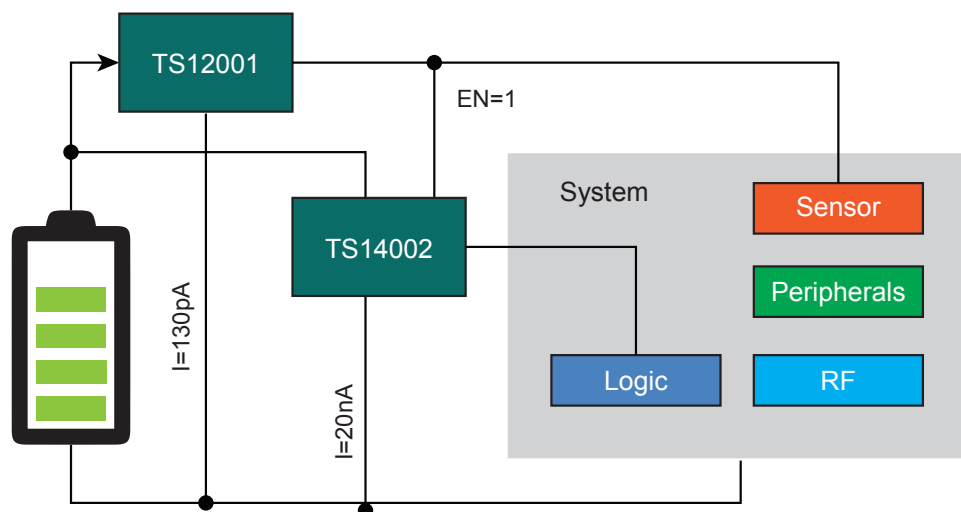 TS12001
EN=1
System
Sensor
TS14002
Peripherals
I=130pA
Logic
RF
I=20nA